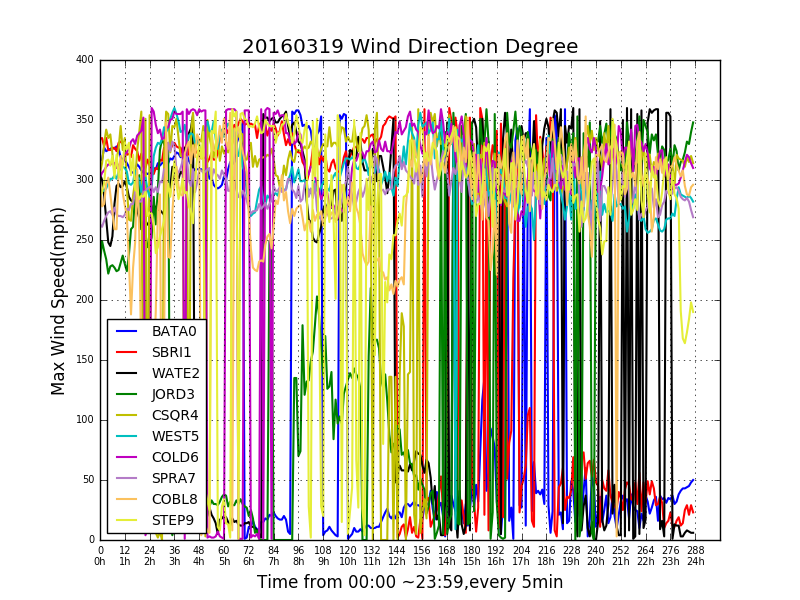 20160319 Wind Direction Degree
Max Wind Speed(mph)
400
350
300
250
200
150
100
50
0
BATA0
SBRI1
WATE2
JORD3
CSQR4
WEST5
COLD6
SPRA7
COBL8
STEP9
0 12 24 36 48 60 72 84 96 108 120 132 144 156 168 180 192 204 216 228 240 252 264 276 288
0h 1h 2h 3h 4h 5h 6h 7h 8h 9h 10h 11h 12h 13h 14h 15h 16h 17h 18h 19h 20h 21h 22h 23h 24h
Time from 00:00 ~23:59,every 5min